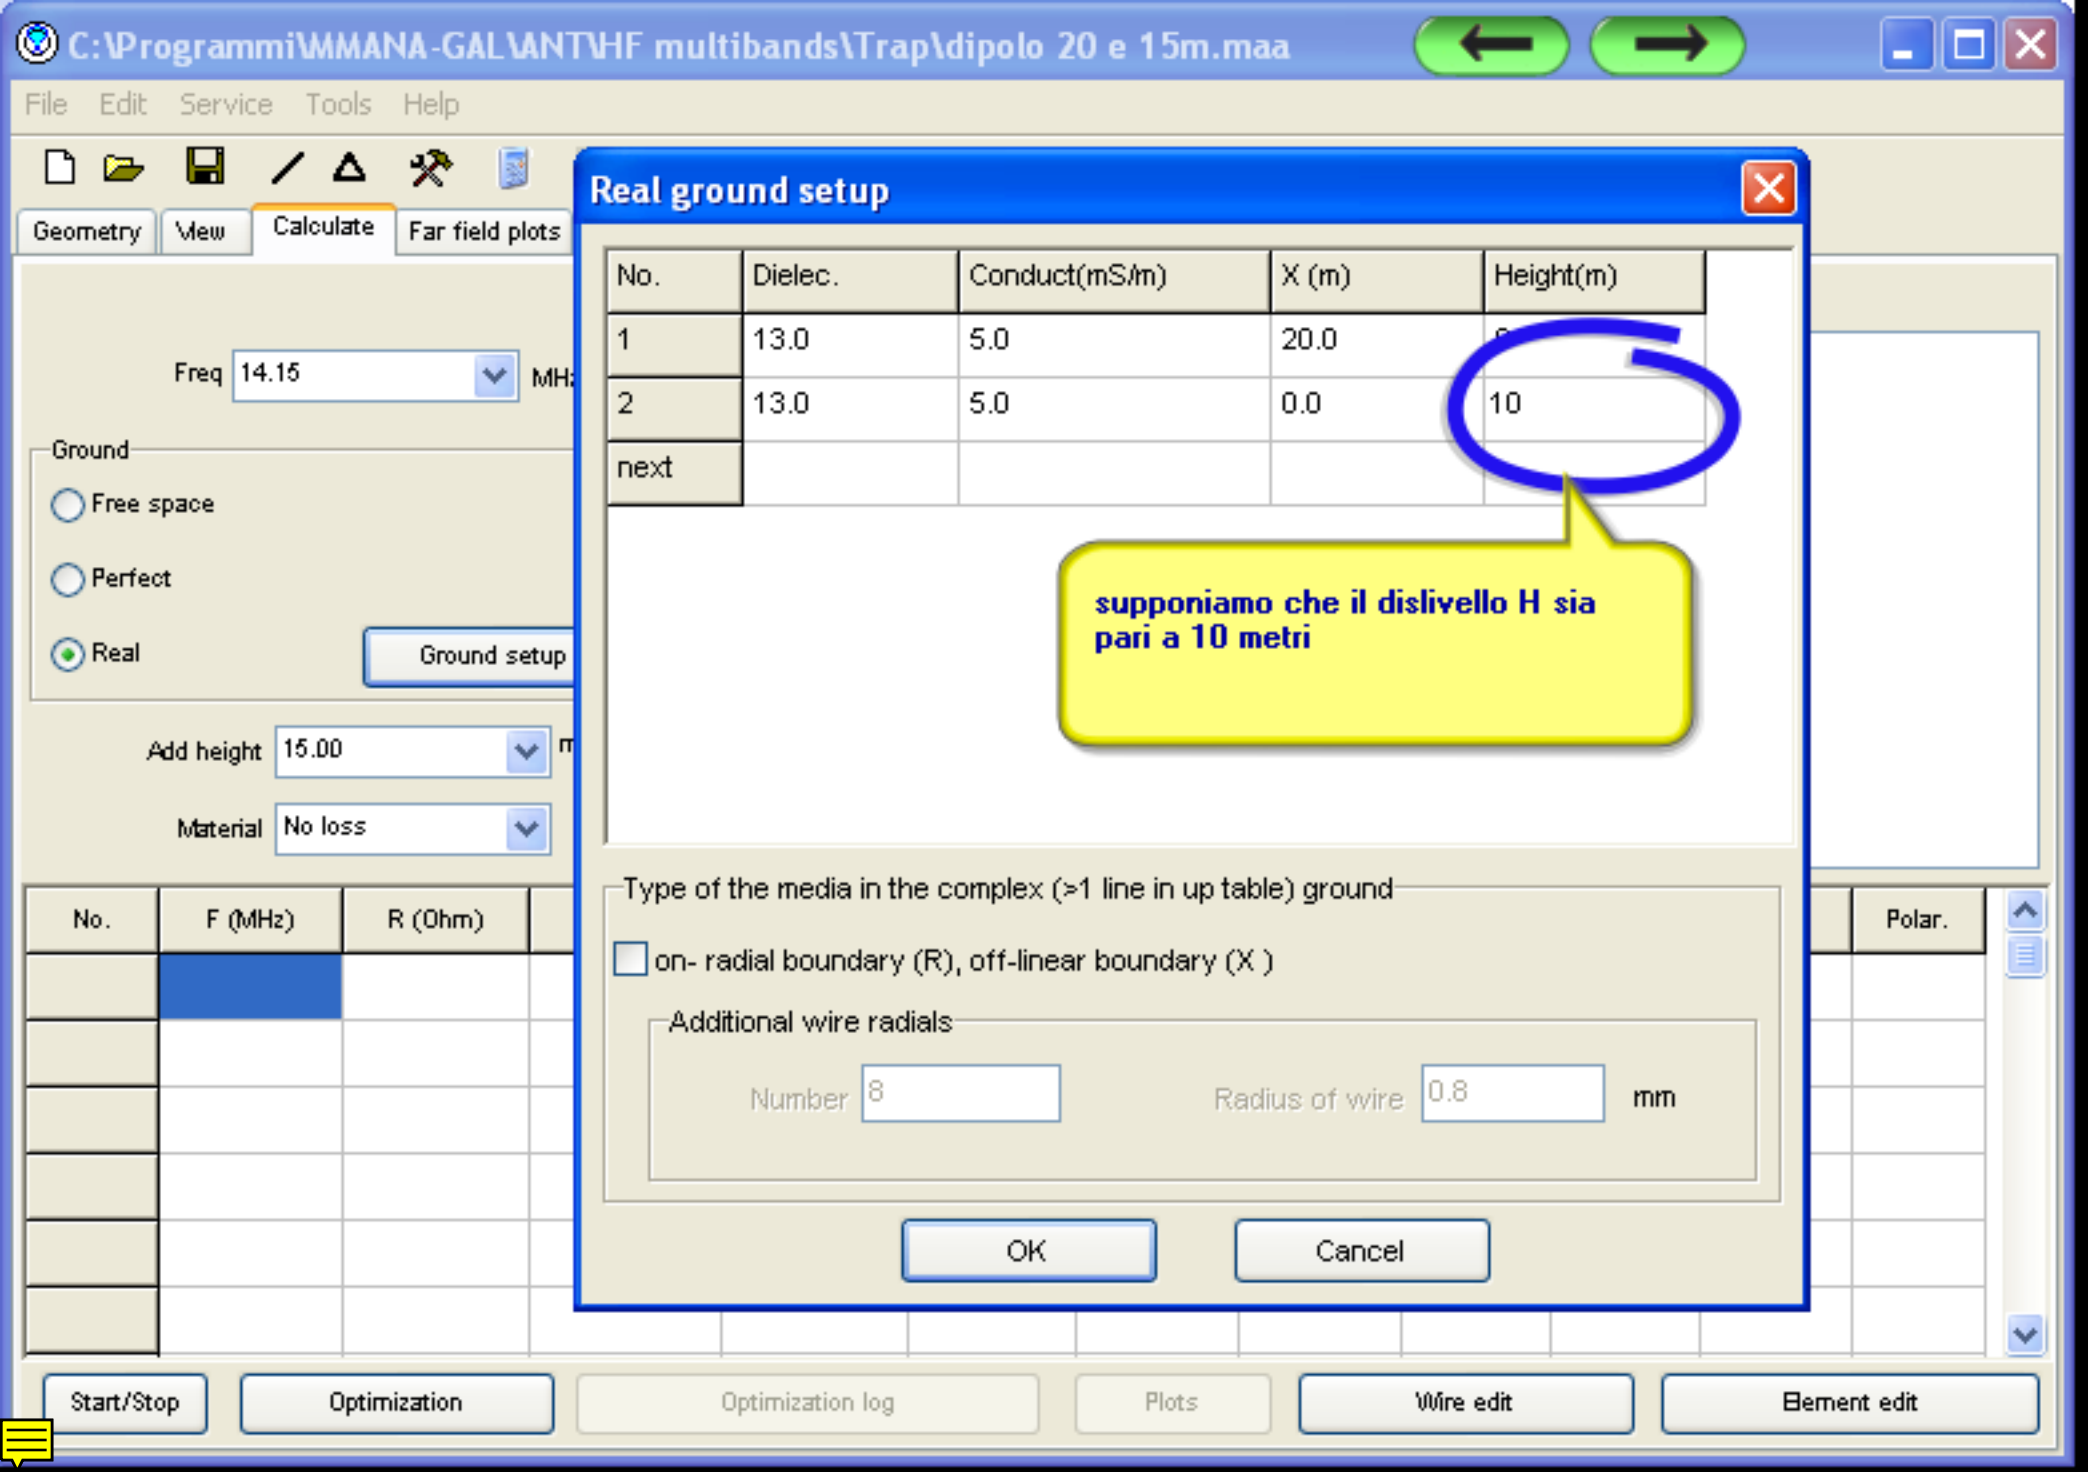 C:\Programmi\MMANA-GAL\ANT\HF multibands\Trap\dipolo 20 e 15m.maa
File Edit Service Tools Help
Geometry View Calculate Far field plots
Freq 14.15
Ground
Free space
Perfect
Real Ground setup
Add height 15.00 m
Material No loss
Real ground setup
No. Dielec. Conduct(mS/m) X (m) Height(m)
1 13.0 5.0 20.0
2 13.0 5.0 0.0 10
next
supponiamo che il dislivello H sia
pari a 10 metri
Type of the media in the complex (>1 line in up table) ground
on- radial boundary (R), off-linear boundary (X )
Additional wire radials
Number 8 Radius of wire 0.8 mm
OK Cancel
No. F (MHz) R (Ohm) Polar.
Start/Stop Optimization Optimization log Plots Wire edit Element edit